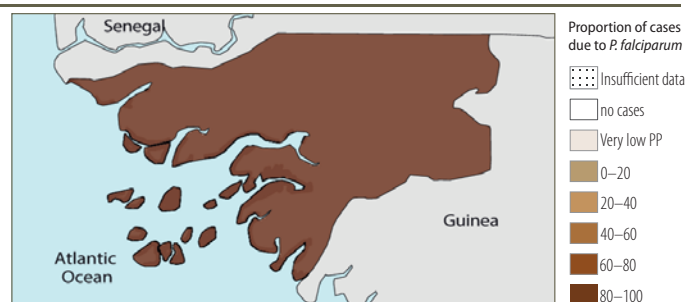 Senegal
Guinea
Atlantic
Ocean
Proportion of cases
due to P. falciparum
Insufficient data
no cases
Very low PP
0–20
20–40
40–60
60–80
80–100